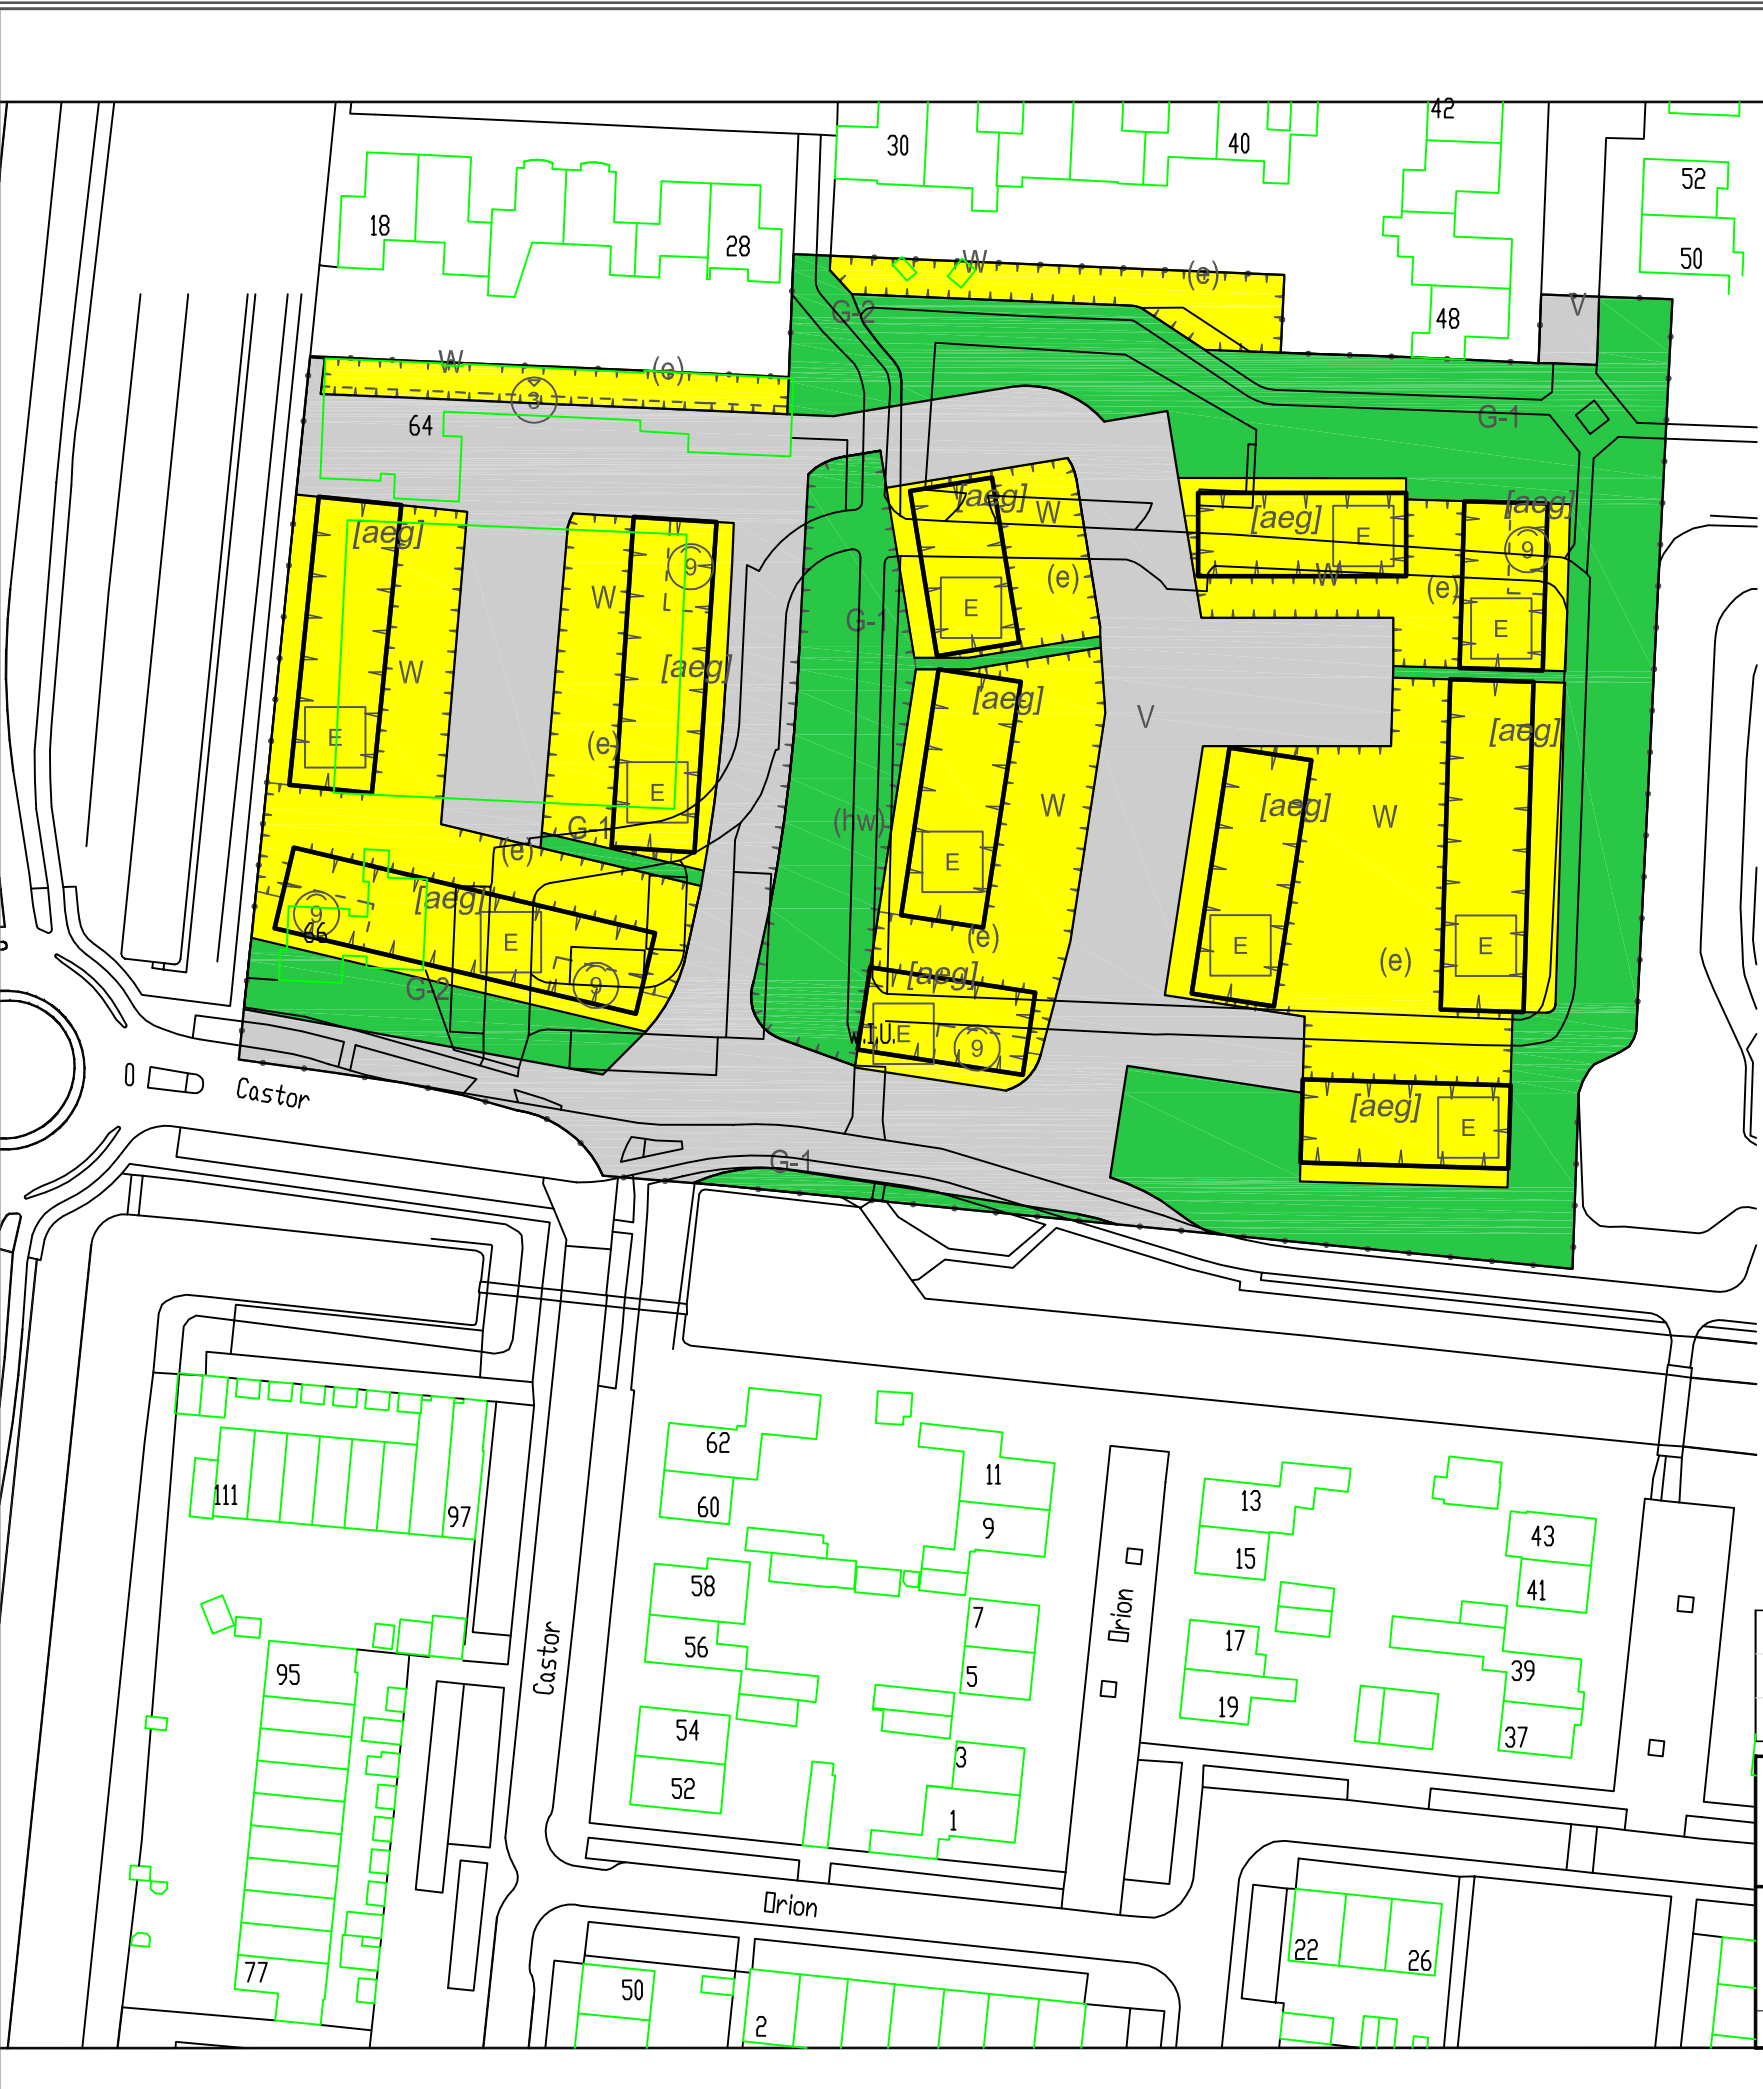 42
30
40
52
18
28
50
W
(e)
G-2
V
48
W
(e)
3
64
G-1
[aeg]
W
[aeg]
[aeg]
[aeg]
E
9
9
W
(e)
W
(e)
E
G-1
E
W
[aeg]
[aeg]
V
E
(e)
[aeg]
E
W
[aeg]
W
(hw)
G-1
(e)
E
[aeg]
9
66
E
(e)
E
E
(e)
[aeg]
9
G-2
W.I.U.
E
9
Castor
[aeg]
E
G-1
62
11
13
60
9
43
111
97
15
58
41
7
56
17
95
5
39
19
Castor
Orion
54
37
3
52
1
Orion
22
26
77
50
2